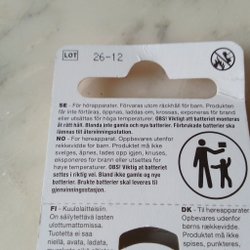 LOT 26-12
SE - För hörapparater. Förvaras utom räckhåll för barn. Produkten
får inte förtäras, öppnas, laddas om, krossas, exponeras för brand
eller utsättas för höga temperaturer. OBS! Viktigt att batteriet monteras
åt rätt håll. Blanda inte gamla och nya batterier. Förbrukade batterier skall
lämnas till återvinningsstation.
NO - For høreapparater. Oppbevares uten
rekkevidde for barn. Produktet må ikke
svelges, åpnes, lades opp igjen, knuses,
eksploneres for brann eller utsettes for
høye temperaturer. OBS! Viktig at batteriet
settes i riktig vei. Bland ikke gamle og nye
batterier. Brukte batterier skal leveres til
gjenvinningsstation.
FI - Kuulolaitteisiin.
On säilytettävä lasten
ulottumattomissa.
Tuotetta ei saa
niellä, avata, ladata,
DK - Til høreapparater.
Opbevares udenfor
børns rekkevidde.
Produktet må ikke
spises, punkteres,